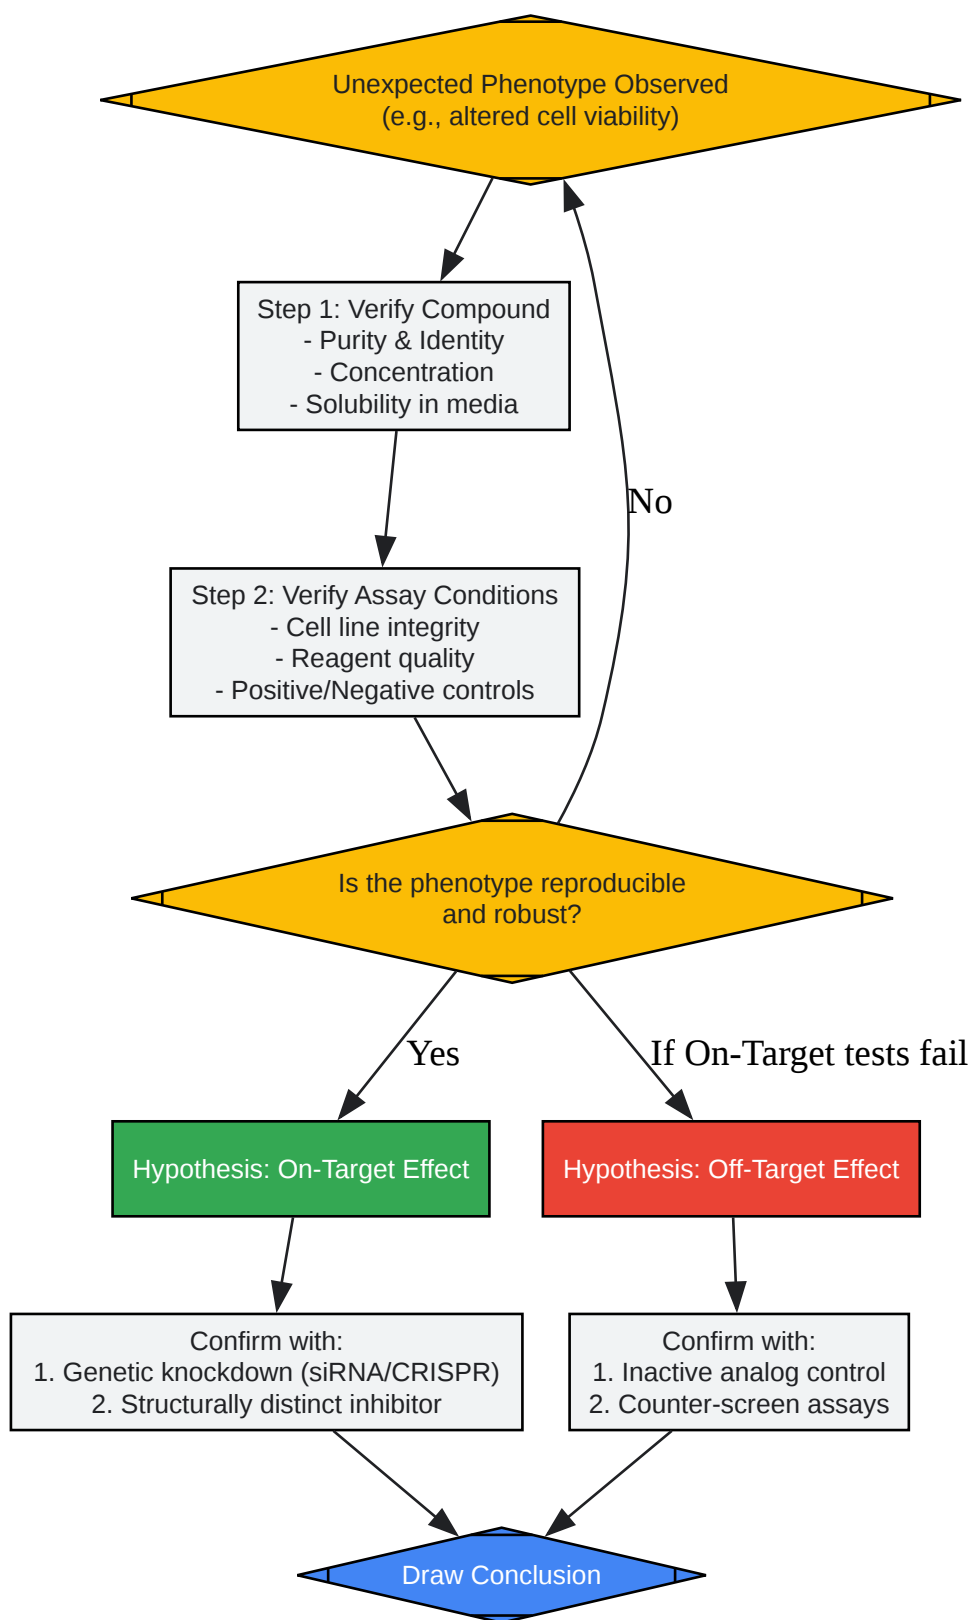 Unexpected Phenotype Observed
(e.g., altered cell viability)
Step 1: Verify Compound
- Purity & Identity
- Concentration
- Solubility in media
No
Step 2: Verify Assay Conditions
- Cell line integrity
- Reagent quality
- Positive/Negative controls
Is the phenotype reproducible
and robust?
Yes
If On-Target tests fail
Hypothesis: On-Target Effect
Hypothesis: Off-Target Effect
Confirm with:
1. Genetic knockdown (siRNA/CRISPR)
2. Structurally distinct inhibitor
Confirm with:
1. Inactive analog control
2. Counter-screen assays
Draw Conclusion